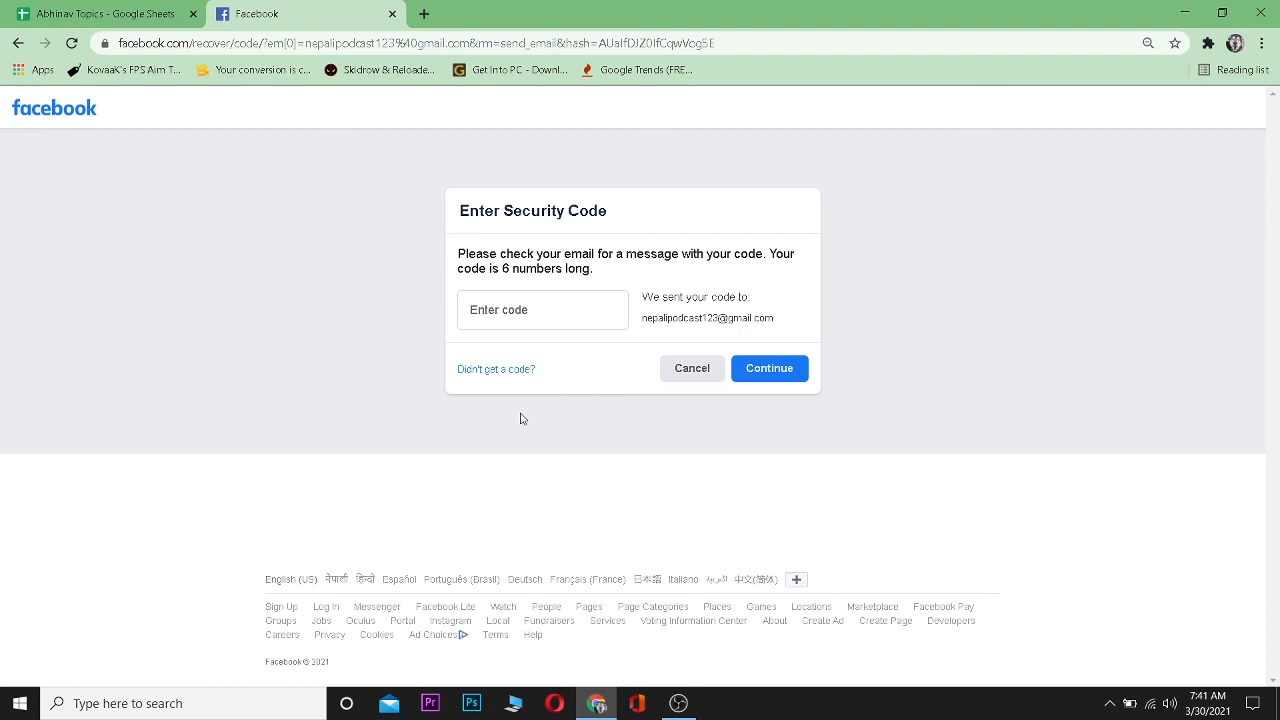 Abhinav Topics - Google Sheets
Facebook
facebook.com/recover/code/?em[0]=nepalipodcast123%40gmail.com&rm=send_email&hash=AUaIfDJZ0IfCqwVog5E
Apps
KovaaK's FPS Aim T...
Your conversion is c...
Skidrow & Reloade...
Get Into PC - Downl...
Google Trends (FRE...
Reading list
facebook
Enter Security Code
Please check your email for a message with your code. Your
code is 6 numbers long.
Enter code
We sent your code to:
nepalipodcast123@gmail.com
Didn't get a code?
Cancel
Continue
English (US) नेपाली हिन्दी Español Português (Brasil) Deutsch Français (France) 日本語 Italiano العربية 中文(简体)
Sign Up Log In Messenger Facebook Lite Watch People Pages Page Categories Places Games Locations Marketplace Facebook Pay
Groups Jobs Oculus Portal Instagram Local Fundraisers Services Voting Information Center About Create Ad Create Page Developers
Careers Privacy Cookies Ad Choices Terms Help
Facebook © 2021
Type here to search
Pr
Ps
7:41 AM
3/30/2021